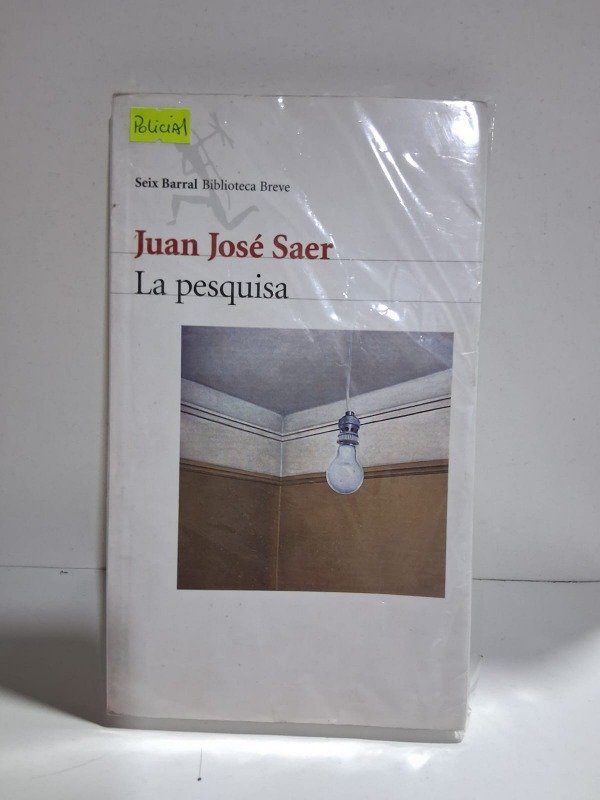 Policial
Seix Barral Biblioteca Breve
Juan José Saer
La pesquisa